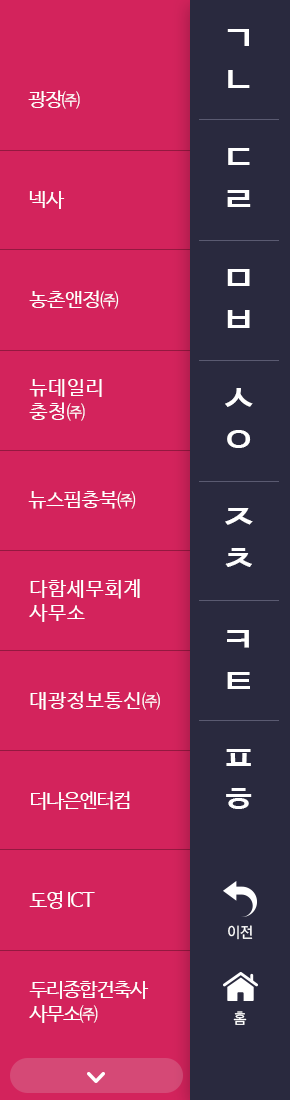 광장㈜
넥사
농촌앤정㈜
뉴데일리
충청㈜
뉴스핌충북㈜
다함세무회계
사무소
대광정보통신㈜
더나은엔터컴
도영 ICT
두리종합건축사
사무소㈜
ㄱ
ㄴ
ㄷ
ㄹ
ㅁ
ㅂ
ㅅ
ㅇ
ㅈ
ㅊ
ㅋ
ㅌ
ㅍ
ㅎ
이전
홈